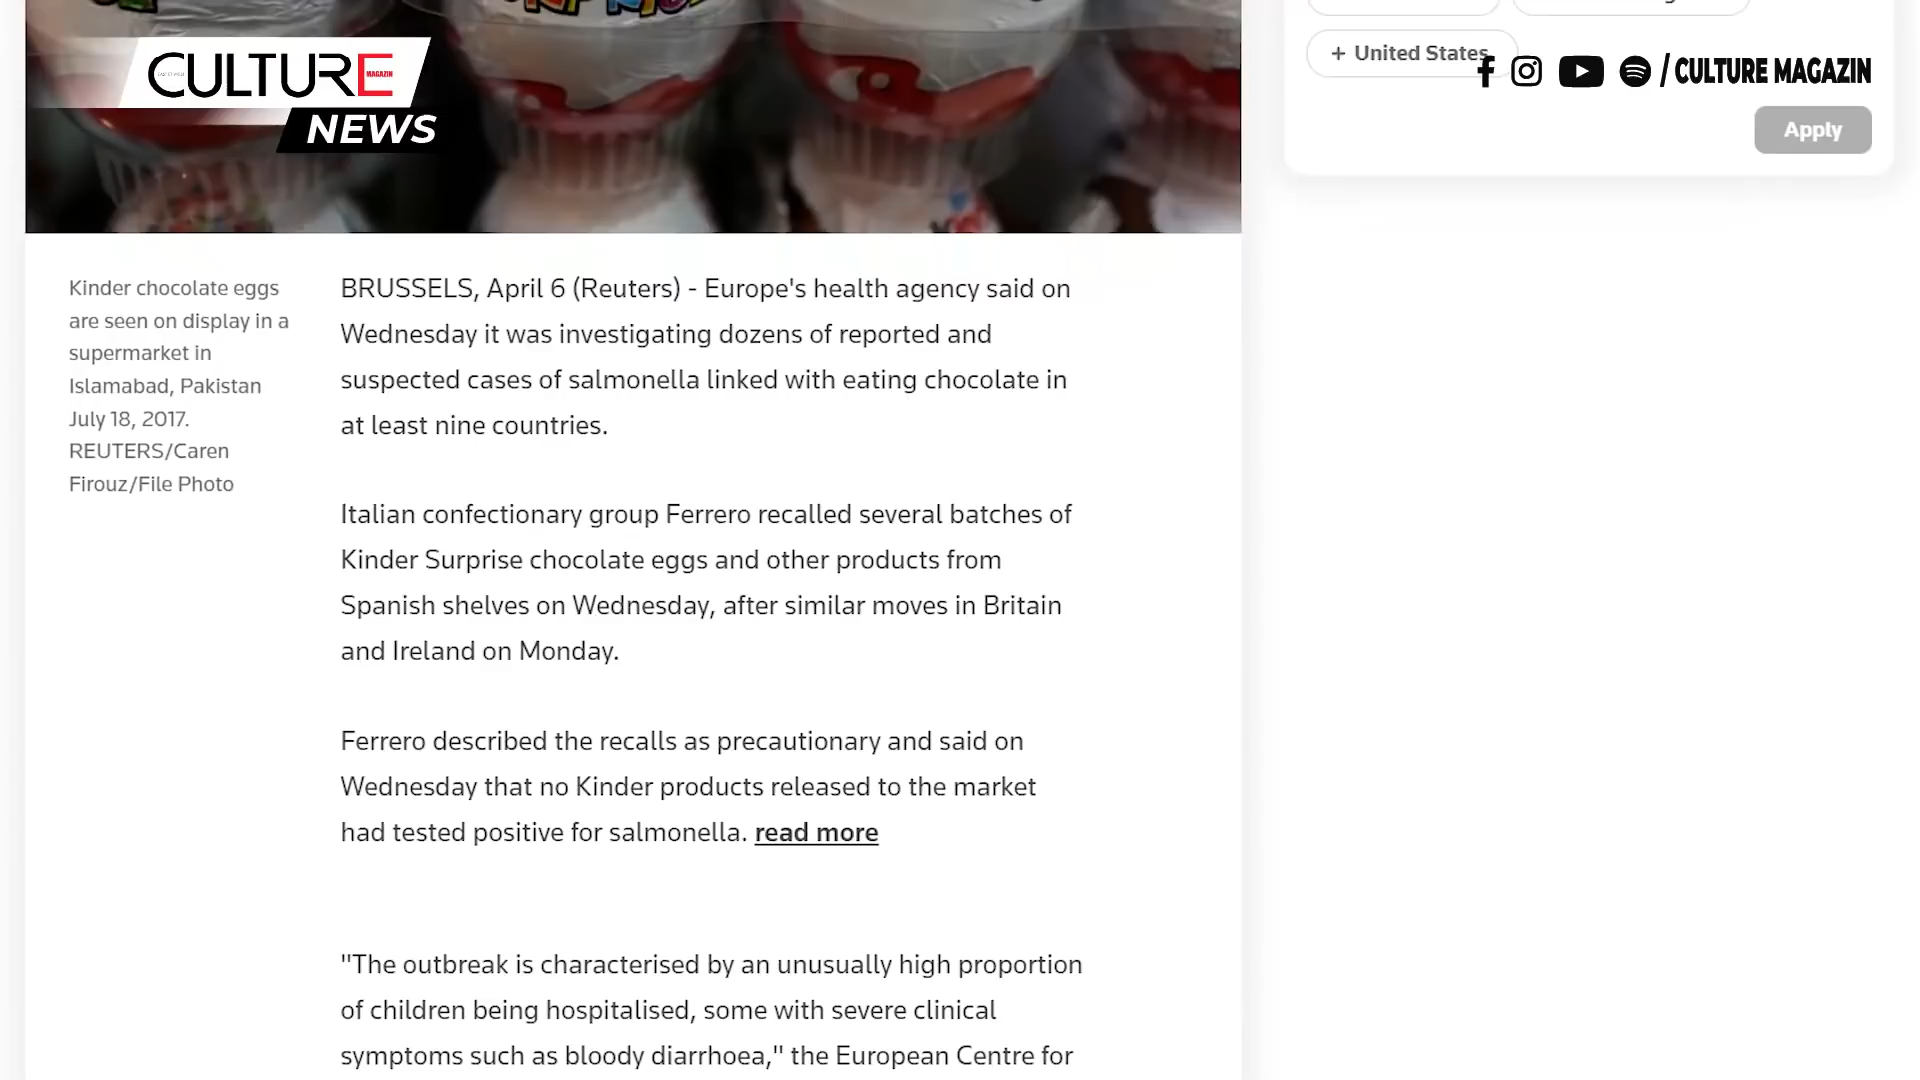 CULTURE
MAGAZIN
NEWS
+ United States
/ CULTURE MAGAZIN
Apply
Kinder chocolate eggs
are seen on display in a
supermarket in
Islamabad, Pakistan
July 18, 2017.
REUTERS/Caren
Firouz/File Photo
BRUSSELS, April 6 (Reuters) - Europe's health agency said on
Wednesday it was investigating dozens of reported and
suspected cases of salmonella linked with eating chocolate in
at least nine countries.
Italian confectionary group Ferrero recalled several batches of
Kinder Surprise chocolate eggs and other products from
Spanish shelves on Wednesday, after similar moves in Britain
and Ireland on Monday.
Ferrero described the recalls as precautionary and said on
Wednesday that no Kinder products released to the market
had tested positive for salmonella. read more
"The outbreak is characterised by an unusually high proportion
of children being hospitalised, some with severe clinical
symptoms such as bloody diarrhoea," the European Centre for